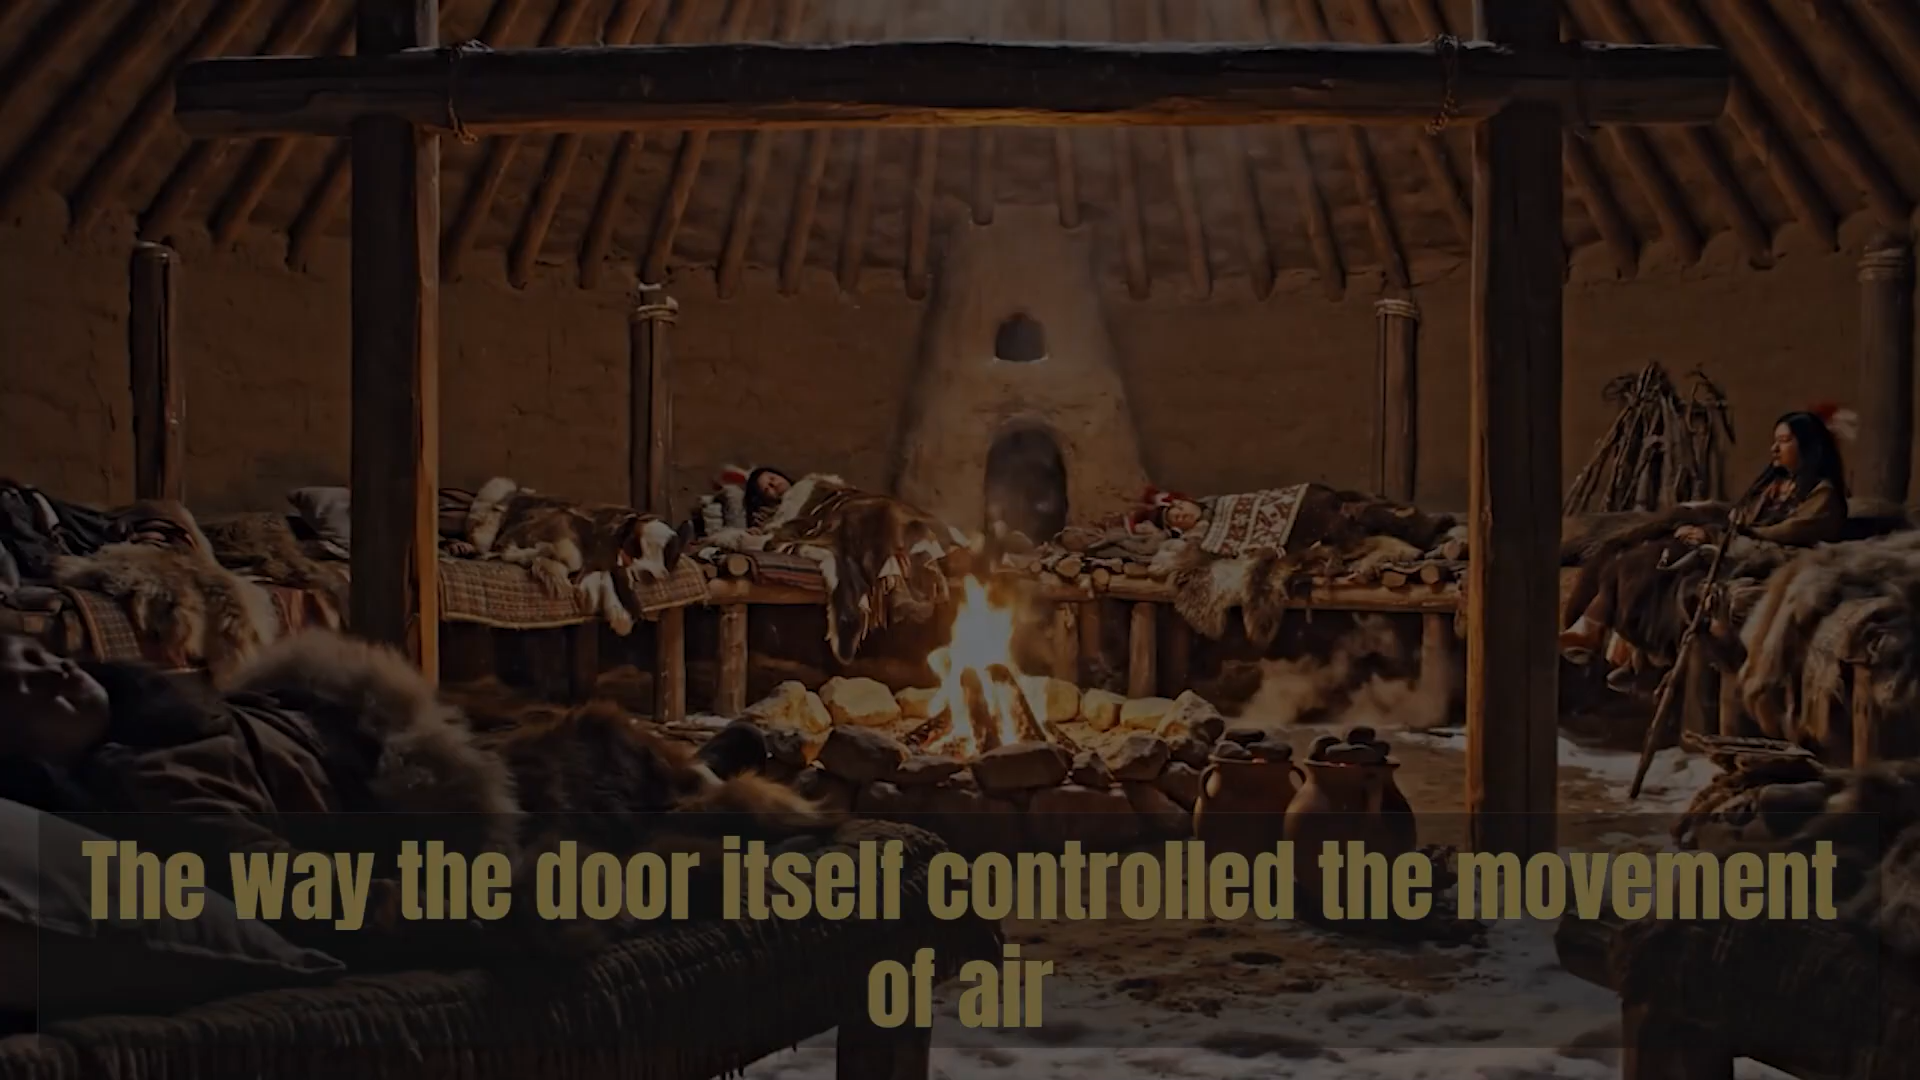 The way the door itself controlled the movement
of air